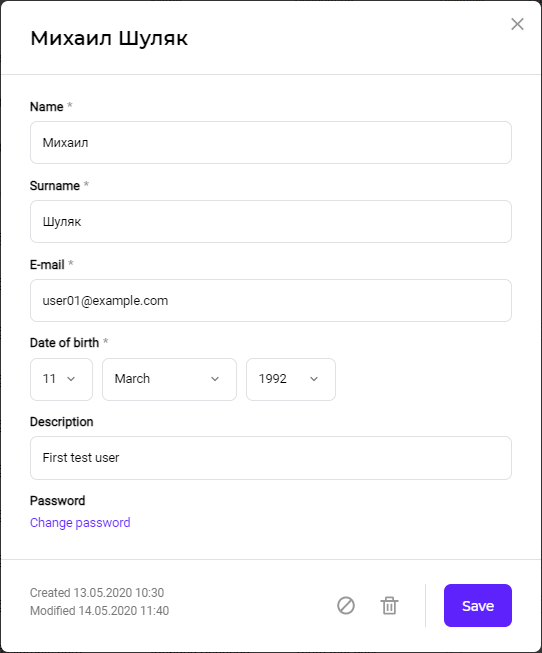 Михаил Шуляк
Name *
Михаил
Surname *
Шуляк
E-mail *
user01@example.com
Date of birth *
11 March 1992
Description
First test user
Password
Change password
Created 13.05.2020 10:30
Modified 14.05.2020 11:40
Save